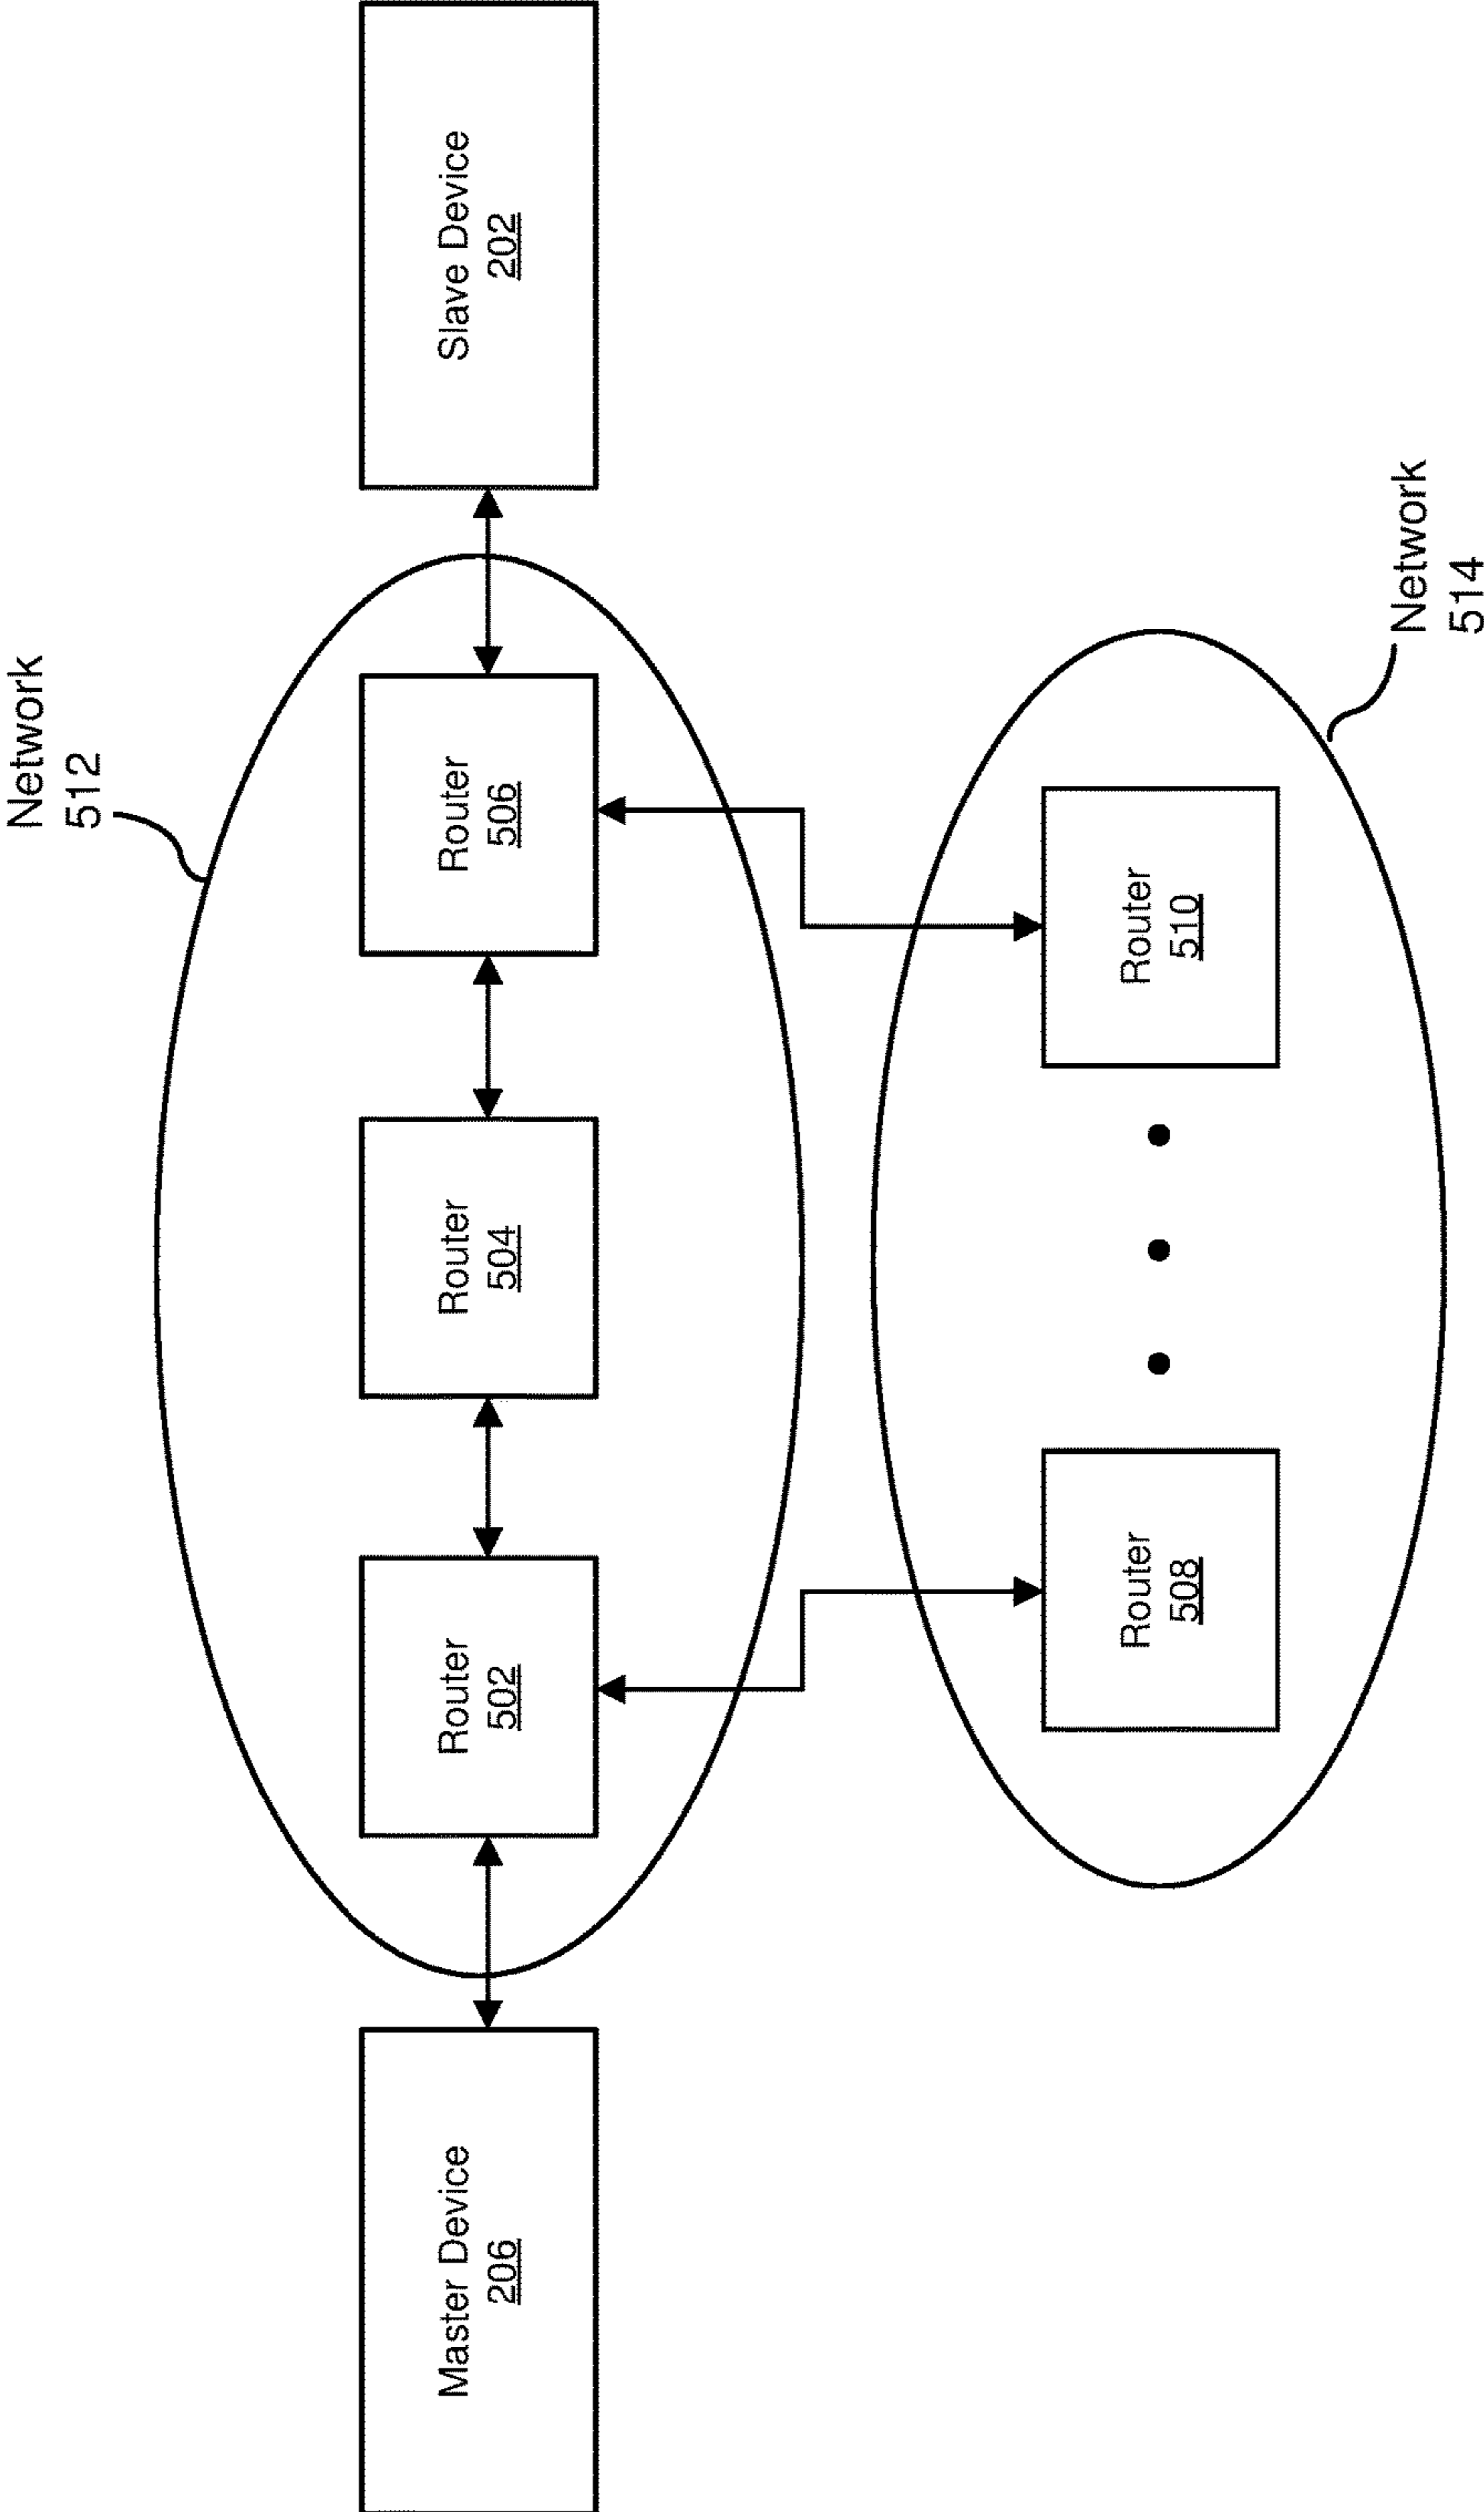 Network
512
Master Device
206
Router
502
Router
504
Router
506
Slave Device
202
Router
508
Router
510
Network
514